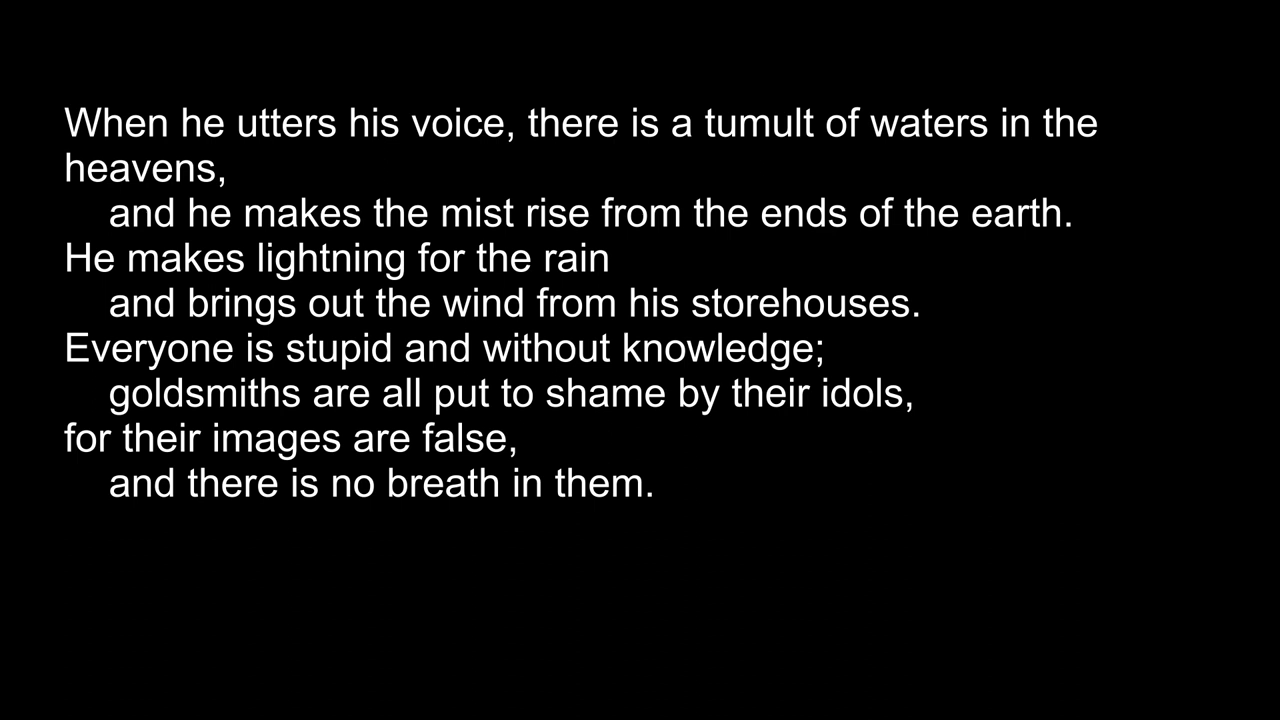 When he utters his voice, there is a tumult of waters in the
heavens,
and he makes the mist rise from the ends of the earth.
He makes lightning for the rain
and brings out the wind from his storehouses.
Everyone is stupid and without knowledge;
goldsmiths are all put to shame by their idols,
for their images are false,
and there is no breath in them.